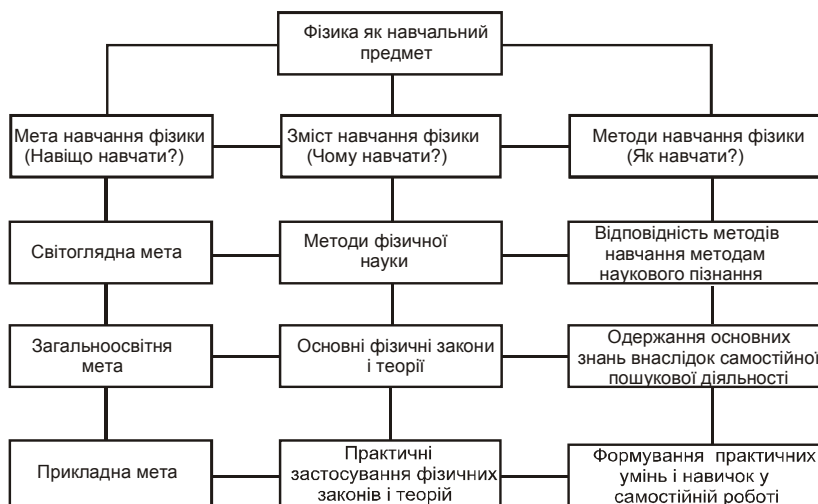 Фізика як навчальний
предмет
Мета навчання фізики
(Навіщо навчати?)
Зміст навчання фізики
(Чому навчати?)
Методи навчання фізики
(Як навчати?)
Світоглядна мета
Методи фізичної
науки
Відповідність методів
навчання методам
наукового пізнання
Загальноосвітня
мета
Основні фізичні закони
і теорії
Одержання основних
знань внаслідок самостійної
пошукової діяльності
Прикладна мета
Практичні
застосування фізичних
законів і теорій
Формування практичних
умінь і навичок у
самостійній роботі